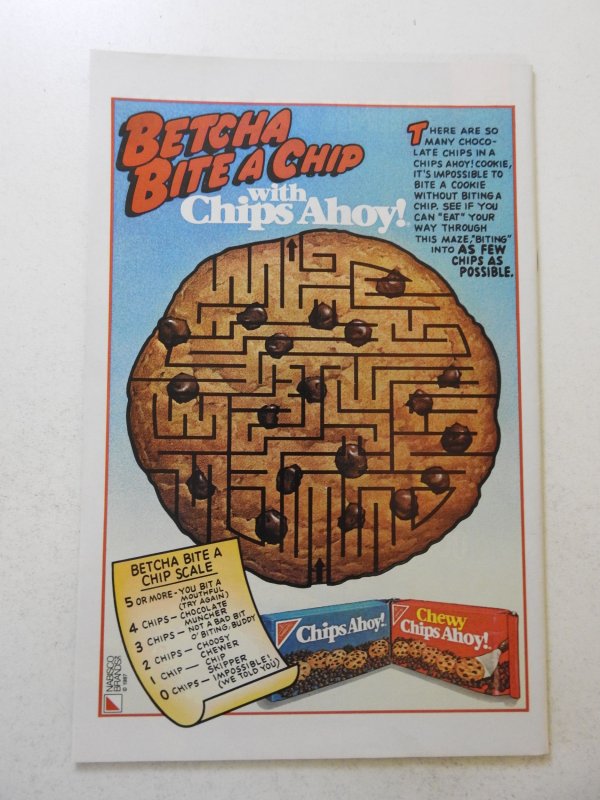 BETCHA
BITE A CHIP
with
Chips Ahoy!
THERE ARE SO
MANY CHOCO-
LATE CHIPS IN A
CHIPS AHOY! COOKIE,
IT'S IMPOSSIBLE TO
BITE A COOKIE
WITHOUT BITING A
CHIP. SEE IF YOU
CAN "EAT" YOUR
WAY THROUGH
THIS MAZE, "BITING"
INTO AS FEW
CHIPS AS
POSSIBLE.
BETCHA BITE A
CHIP SCALE
5 OR MORE - YOU BIT A
MOUTHFUL
(TRY AGAIN)
4 CHIPS - CHOCOLATE
MUNCHER
3 CHIPS - NOT A BAD BIT
O' BITING, BUDDY
2 CHIPS - CHOOSY
CHEWER
1 CHIP - CHIP
SKIPPER
0 CHIPS - IMPOSSIBLE!
(WE TOLD YOU)
Chips Ahoy!
Chewy
Chips Ahoy!
NABISCO
BRANDS
© 1987